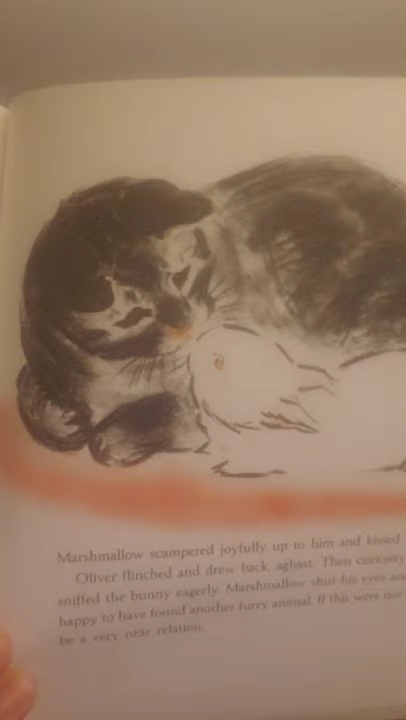 Marshmallow scampered joyfully up to him and kissed
Oliver flinched and drew back, aghast. Then curiosity
sniffed the bunny eagerly. Marshmallow shut his eyes and
happy to have found another furry animal. If this were not
be a very near relation.